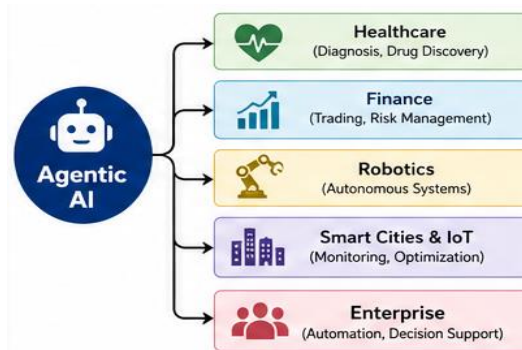 Agentic
AI
Healthcare
(Diagnosis, Drug Discovery)
Finance
(Trading, Risk Management)
Robotics
(Autonomous Systems)
Smart Cities & IoT
(Monitoring, Optimization)
Enterprise
(Automation, Decision Support)